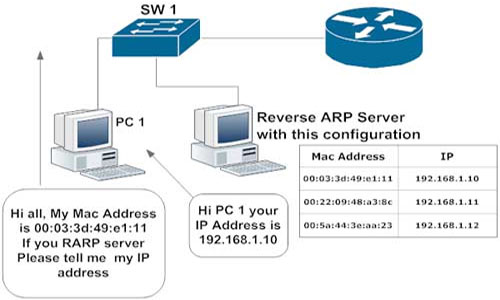 SW 1
PC 1
Reverse ARP Server
with this configuration
Mac Address IP
00:03:3d:49:e1:11 192.168.1.10
00:22:09:48:a3:8c 192.168.1.11
00:5a:44:3e:aa:23 192.168.1.12
Hi all, My Mac Address
is 00:03:3d:49:e1:11
If you RARP server
Please tell me my IP
address
Hi PC 1 your
IP Address is
192.168.1.10